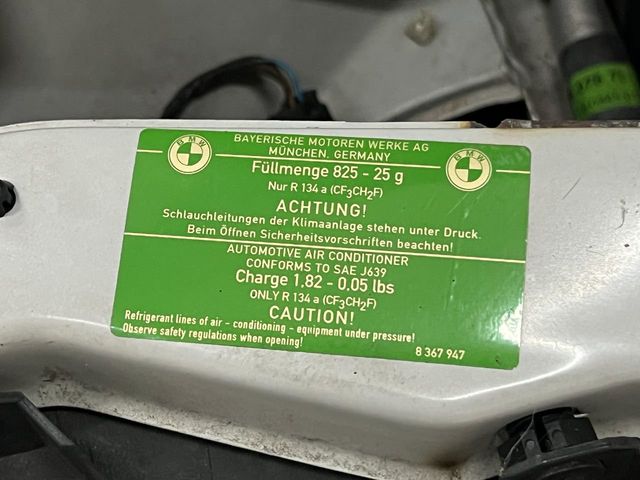 BMW
BMW
BAYERISCHE MOTOREN WERKE AG
MÜNCHEN, GERMANY
Füllmenge 825 - 25 g
Nur R 134 a (CF3CH2F)
ACHTUNG!
Schlauchleitungen der Klimaanlage stehen unter Druck.
Beim Öffnen Sicherheitsvorschriften beachten!
AUTOMOTIVE AIR CONDITIONER
CONFORMS TO SAE J639
Charge 1.82 - 0.05 lbs
ONLY R 134 a (CF3CH2F)
CAUTION!
Refrigerant lines of air - conditioning - equipment under pressure!
Observe safety regulations when opening!
8 367 947